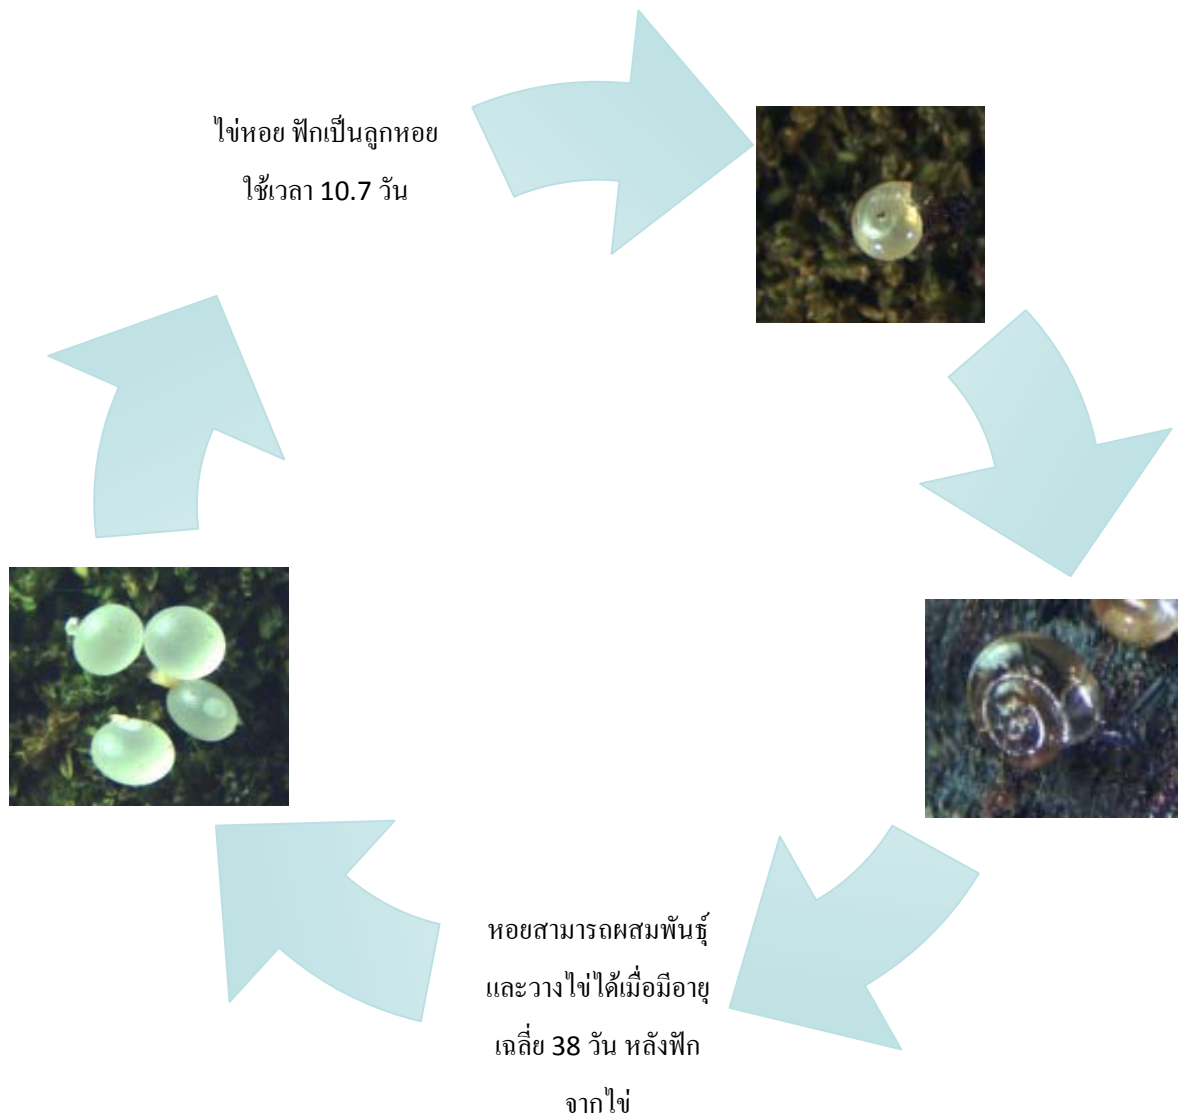 ไข่หอย ฟักเป็นลูกหอย
ใช้เวลา 10.7 วัน
หอยสามารถผสมพันธุ์
และวางไข่ได้เมื่อมีอายุ
เฉลี่ย 38 วัน หลังฟัก
จากไข่